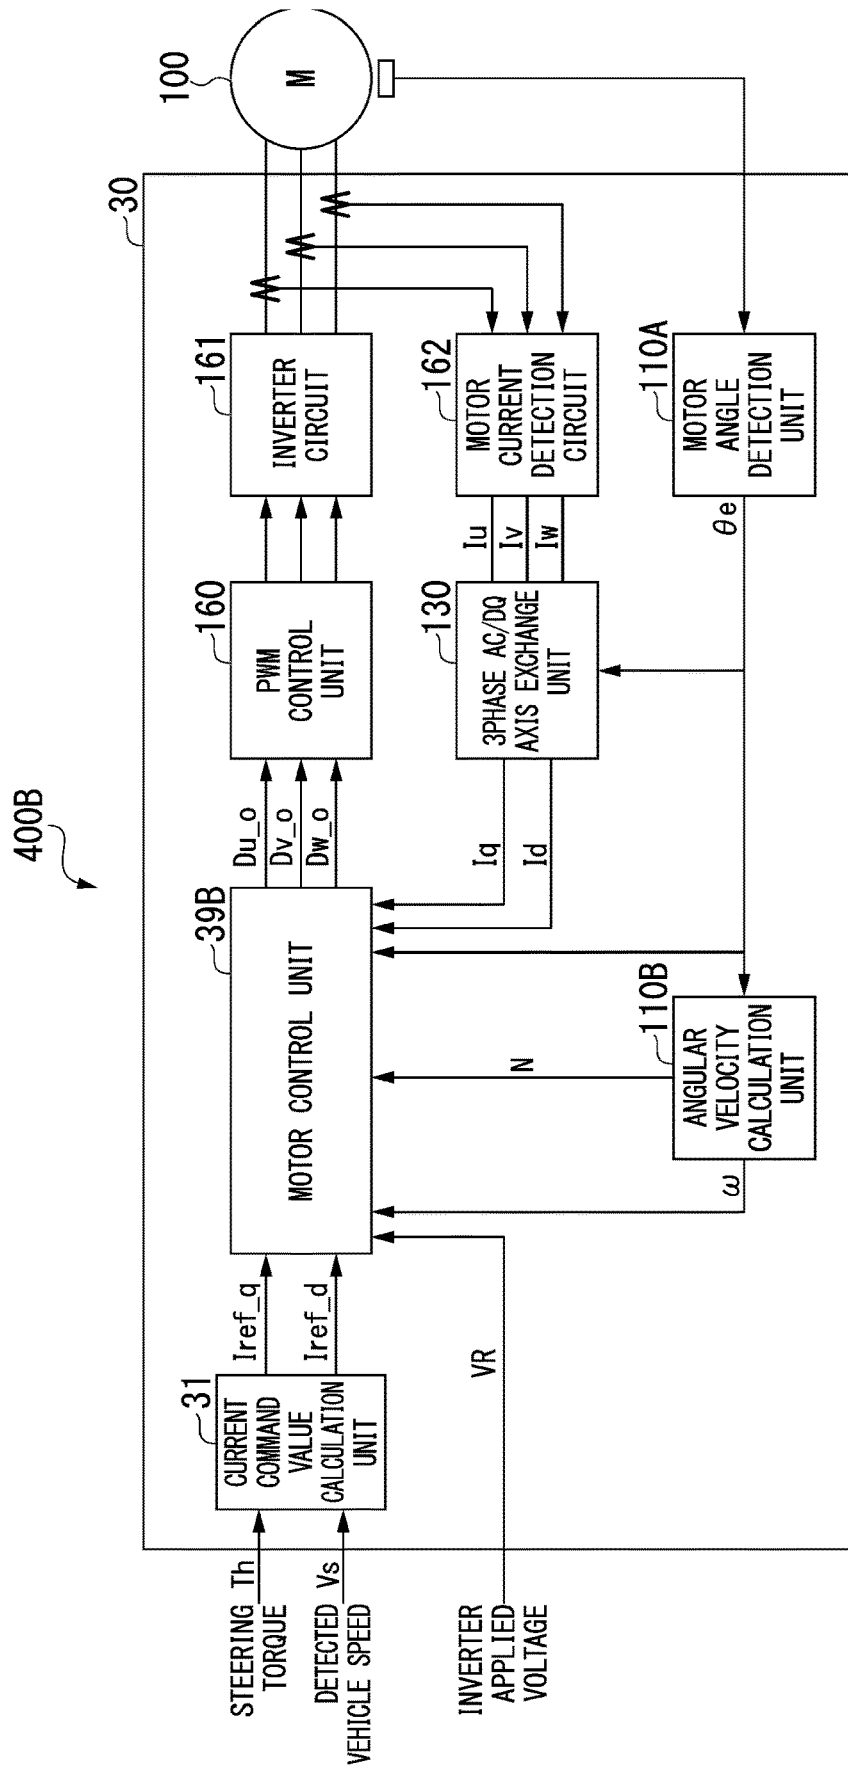 400B
30
100
M
STEERING Th
TORQUE
DETECTED Vs
VEHICLE SPEED
INVERTER
APPLIED
VOLTAGE
VR
31
CURRENT
COMMAND
VALUE
CALCULATION
UNIT
Iref_q
Iref_d
39B
MOTOR CONTROL UNIT
Du_o
Dv_o
Dw_o
160
PWM
CONTROL
UNIT
161
INVERTER
CIRCUIT
162
MOTOR
CURRENT
DETECTION
CIRCUIT
Iu
Iv
Iw
130
3PHASE AC/DQ
AXIS EXCHANGE
UNIT
Iq
Id
110A
MOTOR
ANGLE
DETECTION
UNIT
θe
110B
ANGULAR
VELOCITY
CALCULATION
UNIT
N
ω